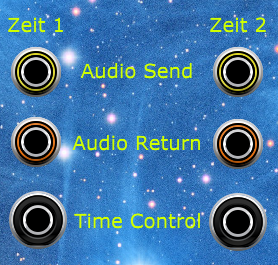 Zeit 1 Zeit 2
Audio Send
Audio Return
Time Control